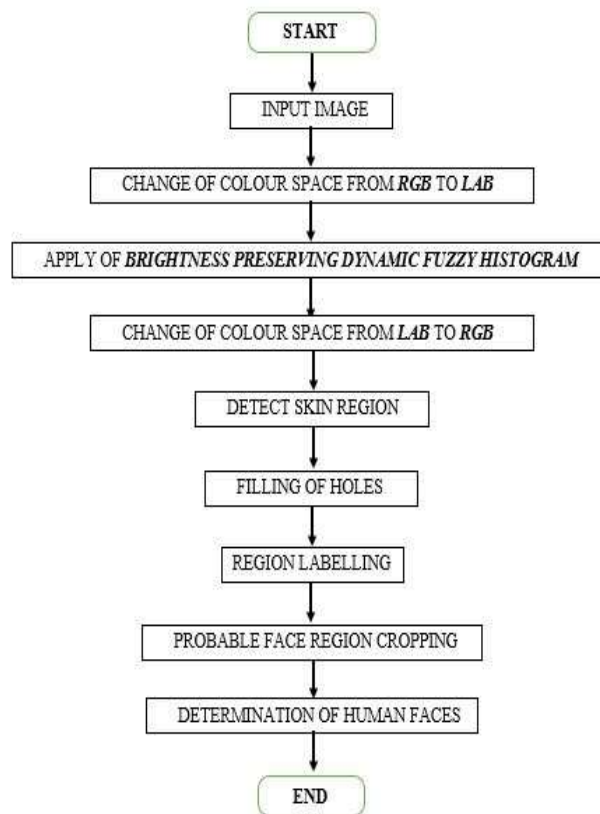 START
INPUT IMAGE
CHANGE OF COLOUR SPACE FROM RGB TO LAB
APPLY OF BRIGHTNESS PRESERVING DYNAMIC FUZZY HISTOGRAM
CHANGE OF COLOUR SPACE FROM LAB TO RGB
DETECT SKIN REGION
FILLING OF HOLES
REGION LABELLING
PROBABLE FACE REGION CROPPING
DETERMINATION OF HUMAN FACES
END